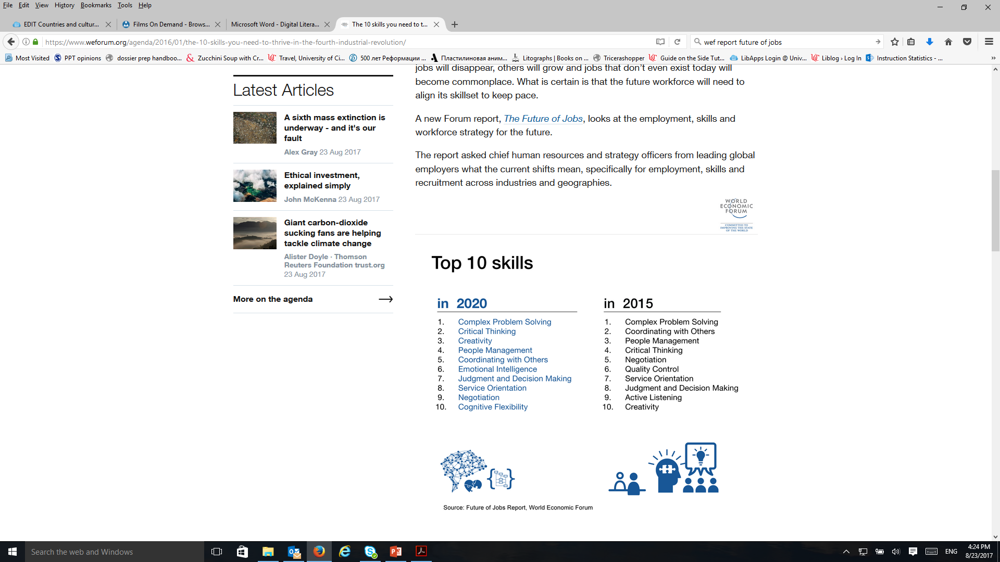 File Edit View History Bookmarks Tools Help
EDIT Countries and cultur...
Films On Demand - Brows...
Microsoft Word - Digital Litera...
The 10 skills you need to t...
https://www.weforum.org/agenda/2016/01/the-10-skills-you-need-to-thrive-in-the-fourth-industrial-revolution/
wef report future of jobs
Most Visited
PPT opinions
dossier prep handboo...
Zucchini Soup with Cr...
Travel, University of Ci...
500 лет Реформации ...
Пластилиновая аним...
Litographs | Books on ...
Tricerashopper
Guide on the Side Tut...
LibApps Login @ Univ...
Liblog › Log In
Instruction Statistics - ...
Latest Articles
A sixth mass extinction is
underway - and it's our
fault
Alex Gray 23 Aug 2017
Ethical investment,
explained simply
John McKenna 23 Aug 2017
Giant carbon-dioxide
sucking fans are helping
tackle climate change
Alister Doyle · Thomson
Reuters Foundation trust.org
23 Aug 2017
More on the agenda
jobs will disappear, others will grow and jobs that don’t even exist today will
become commonplace. What is certain is that the future workforce will need to
align its skillset to keep pace.
A new Forum report, The Future of Jobs, looks at the employment, skills and
workforce strategy for the future.
The report asked chief human resources and strategy officers from leading global
employers what the current shifts mean, specifically for employment, skills and
recruitment across industries and geographies.
WORLD
ECONOMIC
FORUM
COMMITTED TO
IMPROVING THE STATE
OF THE WORLD
Top 10 skills
in 2020
1. Complex Problem Solving
2. Critical Thinking
3. Creativity
4. People Management
5. Coordinating with Others
6. Emotional Intelligence
7. Judgment and Decision Making
8. Service Orientation
9. Negotiation
10. Cognitive Flexibility
in 2015
1. Complex Problem Solving
2. Coordinating with Others
3. People Management
4. Critical Thinking
5. Negotiation
6. Quality Control
7. Service Orientation
8. Judgment and Decision Making
9. Active Listening
10. Creativity
Source: Future of Jobs Report, World Economic Forum
Search the web and Windows
ENG
4:24 PM
8/23/2017